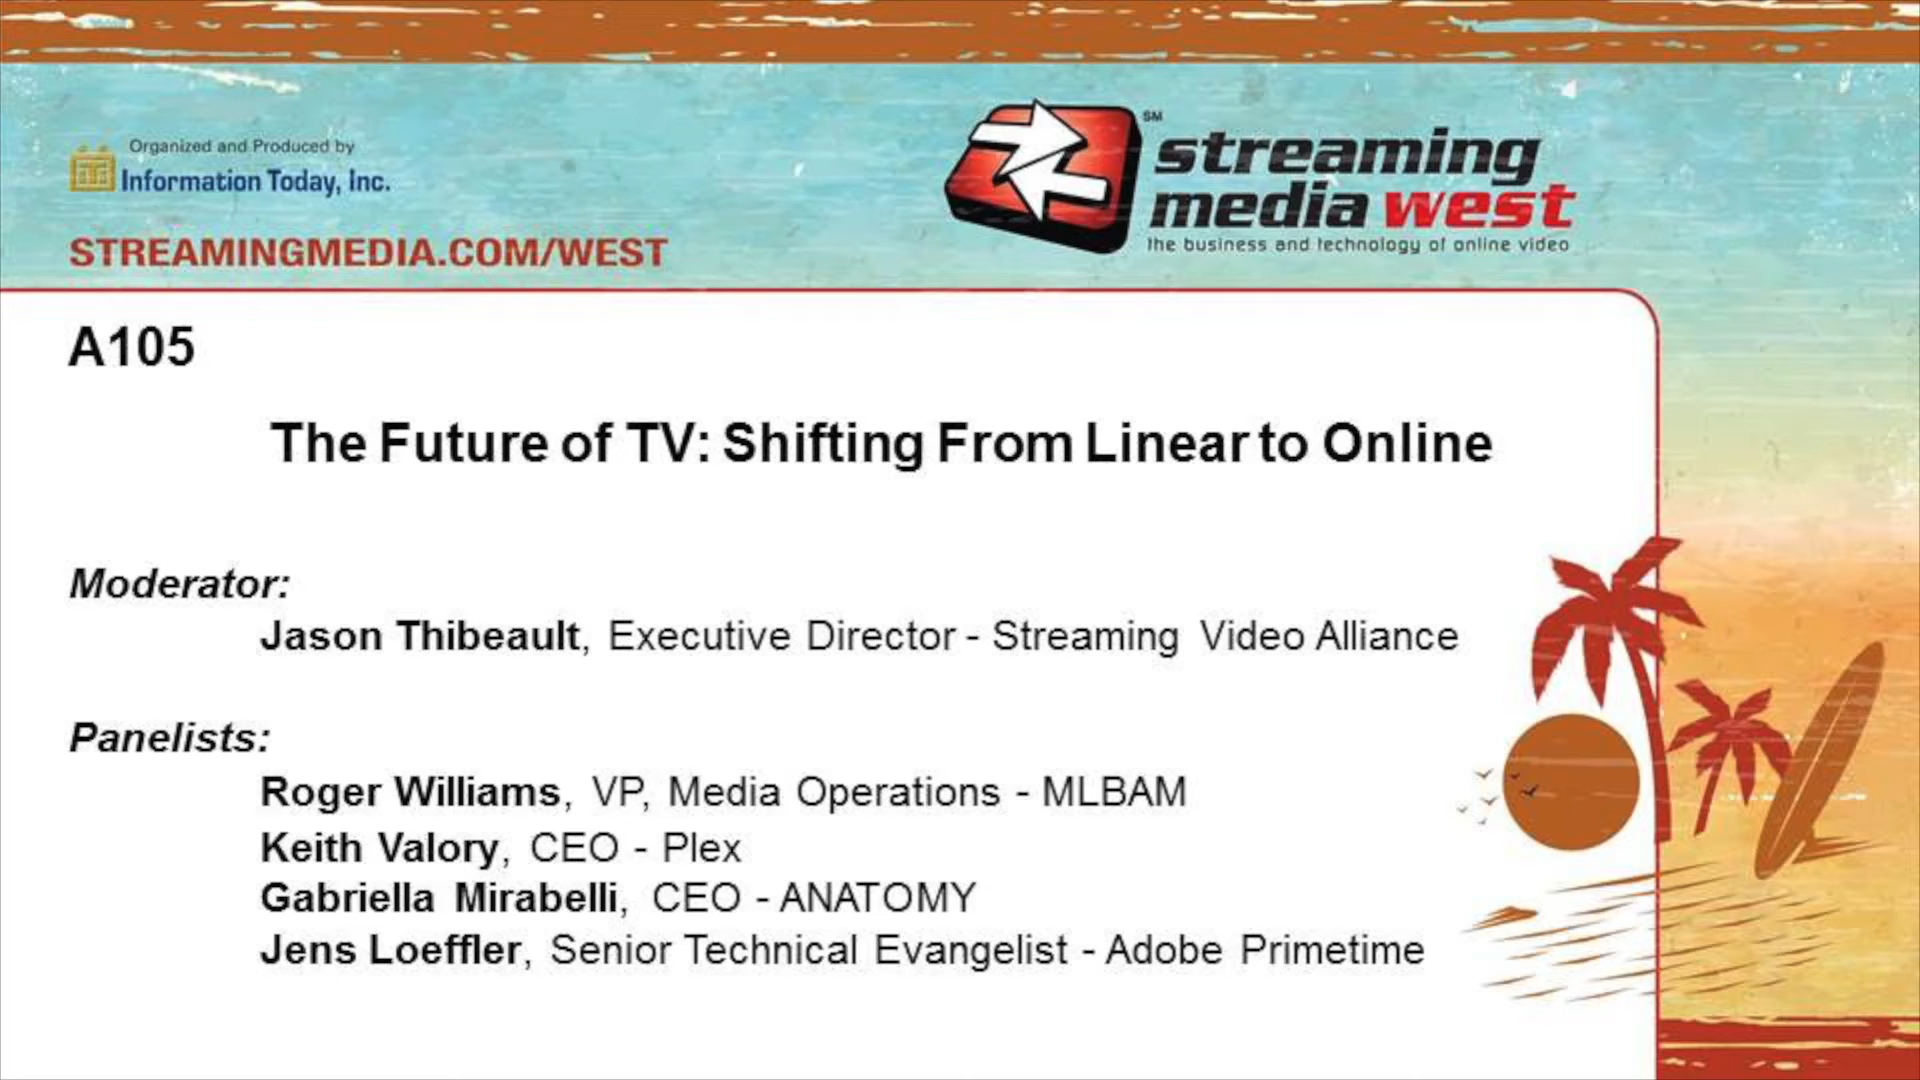 Organized and Produced by
Information Today, Inc.
STREAMINGMEDIA.COM/WEST
SM
streaming
media west
the business and technology of online video
A105
The Future of TV: Shifting From Linear to Online
Moderator:
Jason Thibeault, Executive Director - Streaming Video Alliance
Panelists:
Roger Williams, VP, Media Operations - MLBAM
Keith Valory, CEO - Plex
Gabriella Mirabelli, CEO - ANATOMY
Jens Loeffler, Senior Technical Evangelist - Adobe Primetime